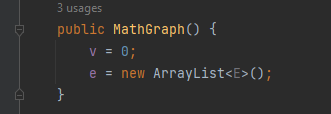 3 usages
public MathGraph() {
    v = 0;
    e = new ArrayList<E>();
}